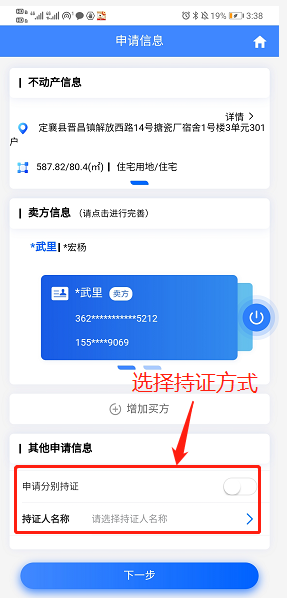 19% 3:38
申请信息
不动产信息
详情
定襄县晋昌镇解放西路14号搪瓷厂宿舍1号楼3单元301
户
587.82/80.4(㎡) | 住宅用地/住宅
卖方信息 (请点击进行完善)
*武里 | *宏杨
*武里 卖方
362***********5212
155****9069
选择持证方式
增加买方
其他申请信息
申请分别持证
持证人名称 请选择持证人名称
下一步